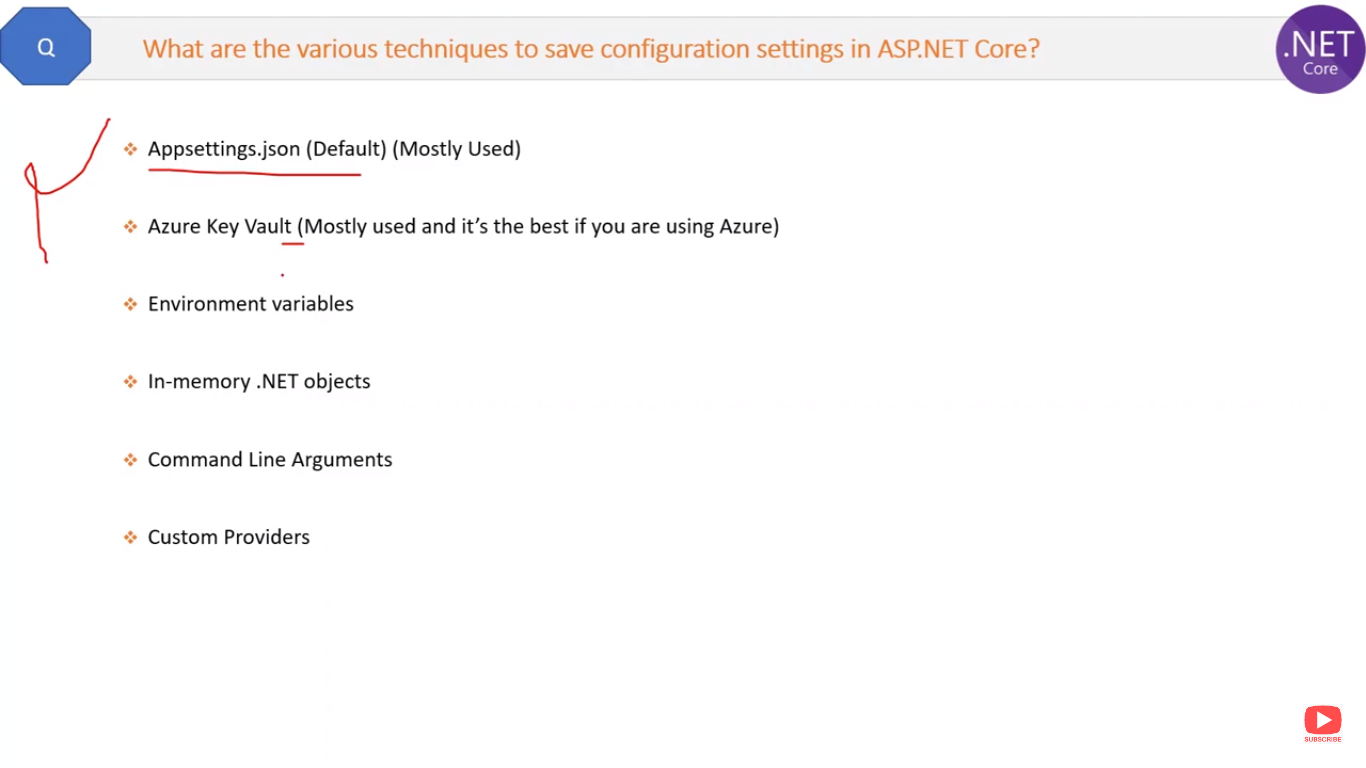 Q
What are the various techniques to save configuration settings in ASP.NET Core?
.NET
Core
Appsettings.json (Default) (Mostly Used)
Azure Key Vault (Mostly used and it’s the best if you are using Azure)
Environment variables
In-memory .NET objects
Command Line Arguments
Custom Providers
SUBSCRIBE